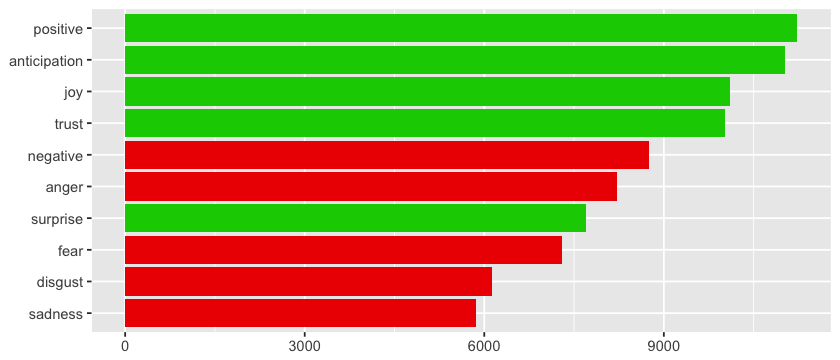 positive
anticipation
joy
trust
negative
anger
surprise
fear
disgust
sadness
0 3000 6000 9000